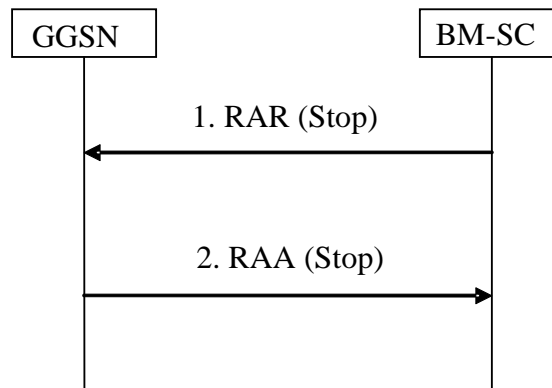 GGSN
BM-SC
1. RAR (Stop)
2. RAA (Stop)